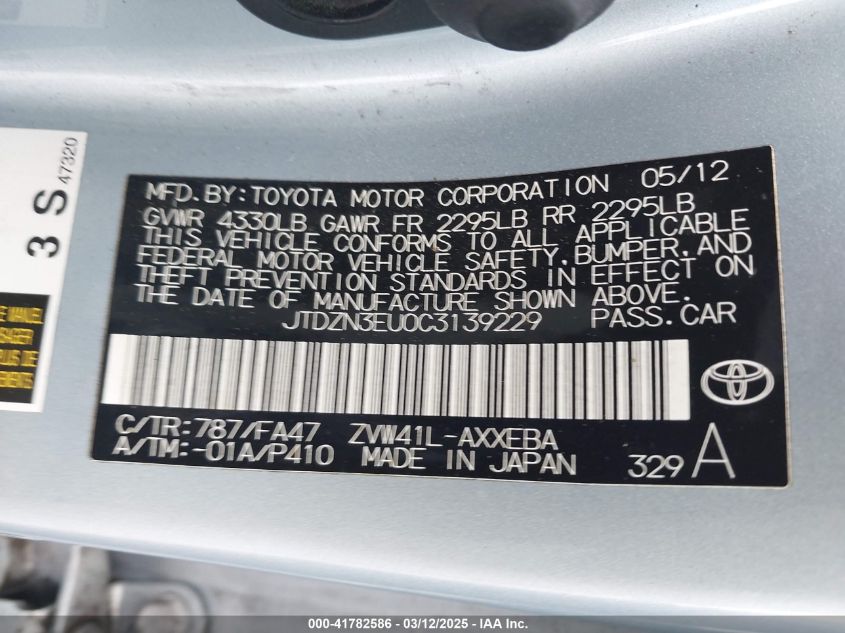 3 S 47320
E MANUEL
MFD. BY: TOYOTA MOTOR CORPORATION 05/12
GVWR 4330LB GAWR FR 2295LB RR 2295LB
THIS VEHICLE CONFORMS TO ALL APPLICABLE
FEDERAL MOTOR VEHICLE SAFETY, BUMPER, AND
THEFT PREVENTION STANDARDS IN EFFECT ON
THE DATE OF MANUFACTURE SHOWN ABOVE.
JTDZN3EU0C3139229 PASS. CAR
C/TR: 787/FA47 ZVW41L-AXXEBA
A/TM: -01A/P410 MADE IN JAPAN 329 A
000-41782586 - 03/12/2025 - IAA Inc.